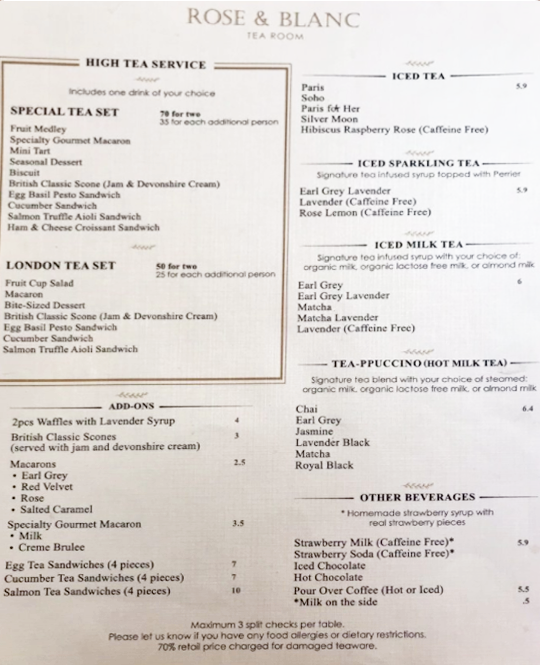 ROSE & BLANC
TEA ROOM
HIGH TEA SERVICE
Includes one drink of your choice
SPECIAL TEA SET 70 for two
35 for each additional person
Fruit Medley
Specialty Gourmet Macaron
Mini Tart
Seasonal Dessert
Biscuit
British Classic Scone (Jam & Devonshire Cream)
Egg Basil Pesto Sandwich
Cucumber Sandwich
Salmon Truffle Aioli Sandwich
Ham & Cheese Croissant Sandwich
LONDON TEA SET 50 for two
25 for each additional person
Fruit Cup Salad
Macaron
Bite-Sized Dessert
British Classic Scone (Jam & Devonshire Cream)
Egg Basil Pesto Sandwich
Cucumber Sandwich
Salmon Truffle Aioli Sandwich
ADD-ONS
2pcs Waffles with Lavender Syrup 4
British Classic Scones 3
(served with jam and devonshire cream)
Macarons 2.5
• Earl Grey
• Red Velvet
• Rose
• Salted Caramel
Specialty Gourmet Macaron 3.5
• Milk
• Creme Brulee
Egg Tea Sandwiches (4 pieces) 7
Cucumber Tea Sandwiches (4 pieces) 7
Salmon Tea Sandwiches (4 pieces) 10
ICED TEA
Paris 5.9
Soho
Paris for Her
Silver Moon
Hibiscus Raspberry Rose (Caffeine Free)
ICED SPARKLING TEA
Signature tea infused syrup topped with Perrier
Earl Grey Lavender 5.9
Lavender (Caffeine Free)
Rose Lemon (Caffeine Free)
ICED MILK TEA
Signature tea infused syrup with your choice of:
organic milk, organic lactose free milk, or almond milk
Earl Grey 6
Earl Grey Lavender
Matcha
Matcha Lavender
Lavender (Caffeine Free)
TEA-PPUCCINO (HOT MILK TEA)
Signature tea blend with your choice of steamed:
organic milk, organic lactose free milk, or almond milk
Chai 6.4
Earl Grey
Jasmine
Lavender Black
Matcha
Royal Black
OTHER BEVERAGES
* Homemade strawberry syrup with
real strawberry pieces
Strawberry Milk (Caffeine Free)* 5.9
Strawberry Soda (Caffeine Free)*
Iced Chocolate
Hot Chocolate
Pour Over Coffee (Hot or Iced) 5.5
*Milk on the side .5
Maximum 3 split checks per table.
Please let us know if you have any food allergies or dietary restrictions.
70% retail price charged for damaged teaware.